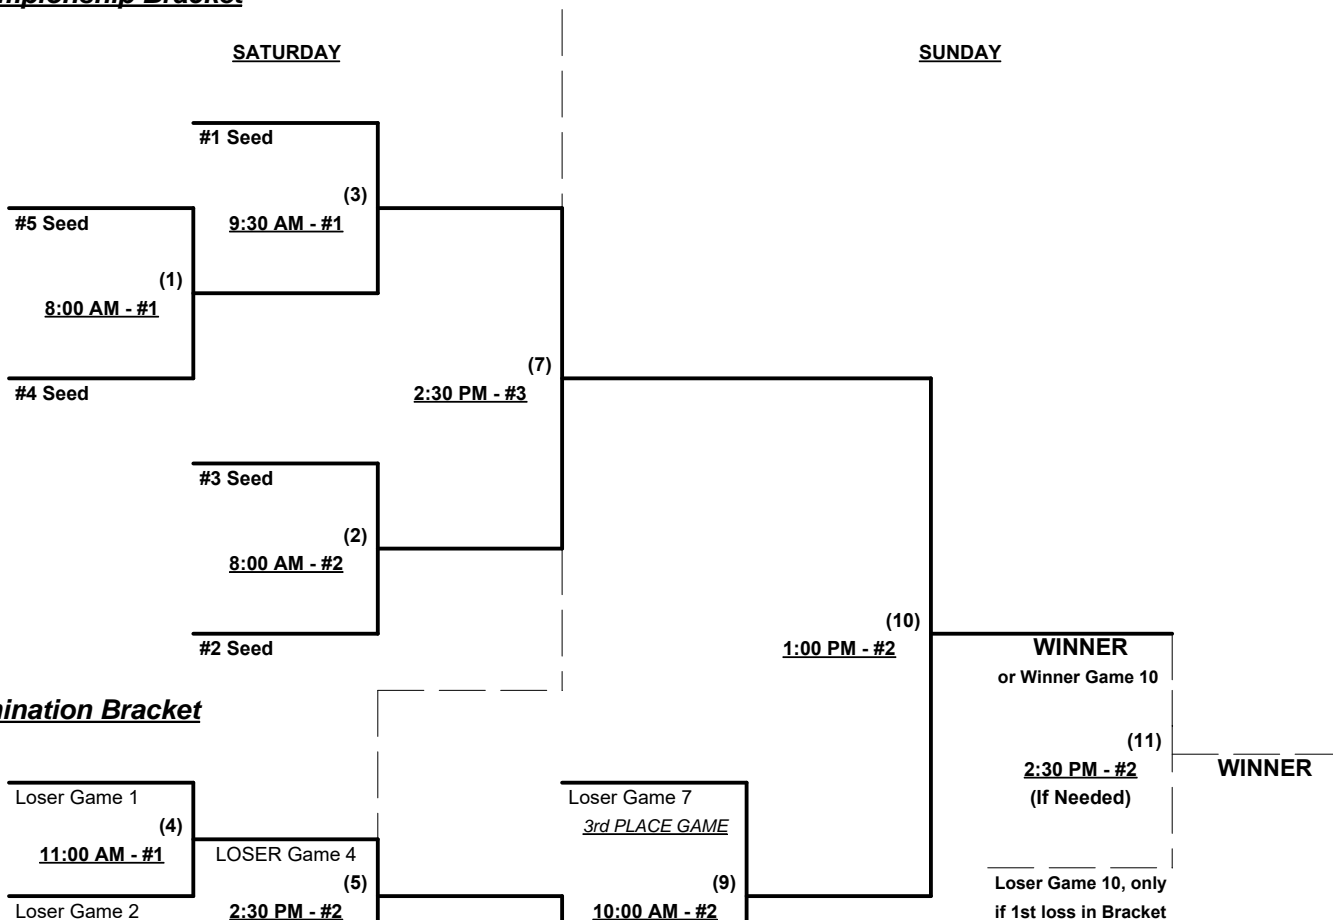 SATURDAY
SUNDAY
#1 Seed
(3)
9:30 AM - #1
#5 Seed
(1)
8:00 AM - #1
#4 Seed
(7)
2:30 PM - #3
#3 Seed
(2)
8:00 AM - #2
#2 Seed
(10)
1:00 PM - #2
WINNER
or Winner Game 10
(11)
2:30 PM - #2
(If Needed)
WINNER
Loser Game 10, only
if 1st loss in Bracket
mination Bracket
Loser Game 1
(4)
11:00 AM - #1
Loser Game 2
LOSER Game 4
(5)
2:30 PM - #2
Loser Game 7
3rd PLACE GAME
(9)
10:00 AM - #2